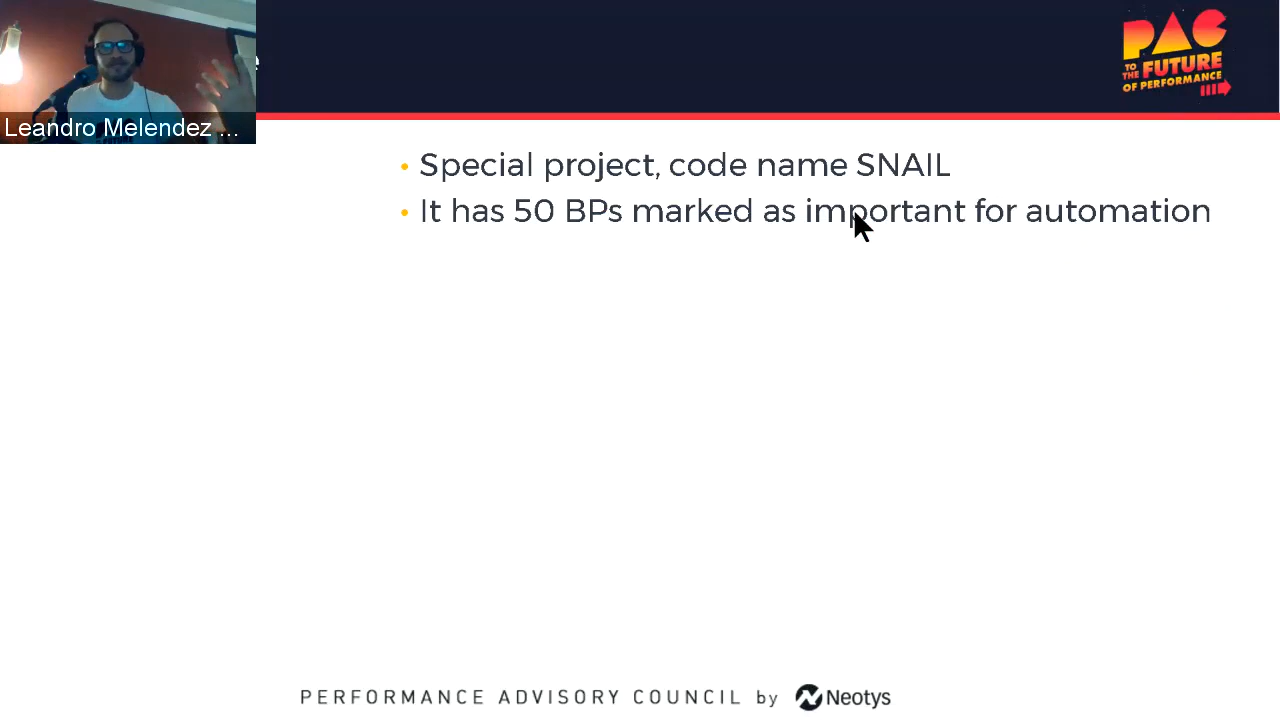 Leandro Melendez ...
PAC
TO THE FUTURE
OF PERFORMANCE
• Special project, code name SNAIL
• It has 50 BPs marked as important for automation
PERFORMANCE ADVISORY COUNCIL by Neotys